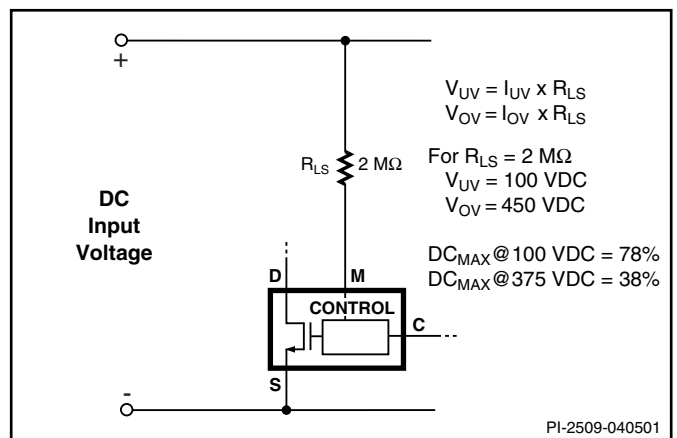 +
V_UV = I_UV x R_LS
V_OV = I_OV x R_LS
R_LS 2 MΩ
For R_LS = 2 MΩ
V_UV = 100 VDC
V_OV = 450 VDC
DC
Input
Voltage
DC_MAX@100 VDC = 78%
DC_MAX@375 VDC = 38%
D M
CONTROL
C
S
-
PI-2509-040501